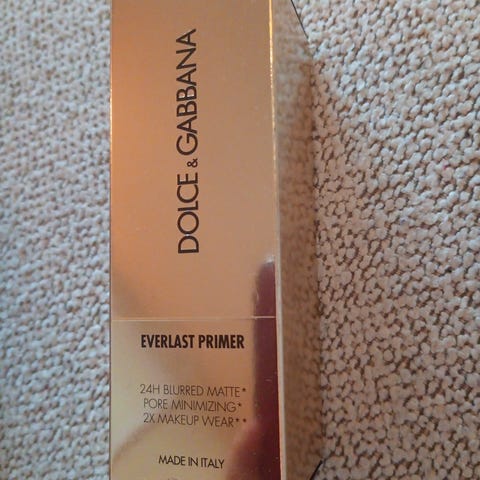 DOLCE & GABBANA
EVERLAST PRIMER
24H BLURRED MATTE*
PORE MINIMIZING*
2X MAKEUP WEAR**
MADE IN ITALY